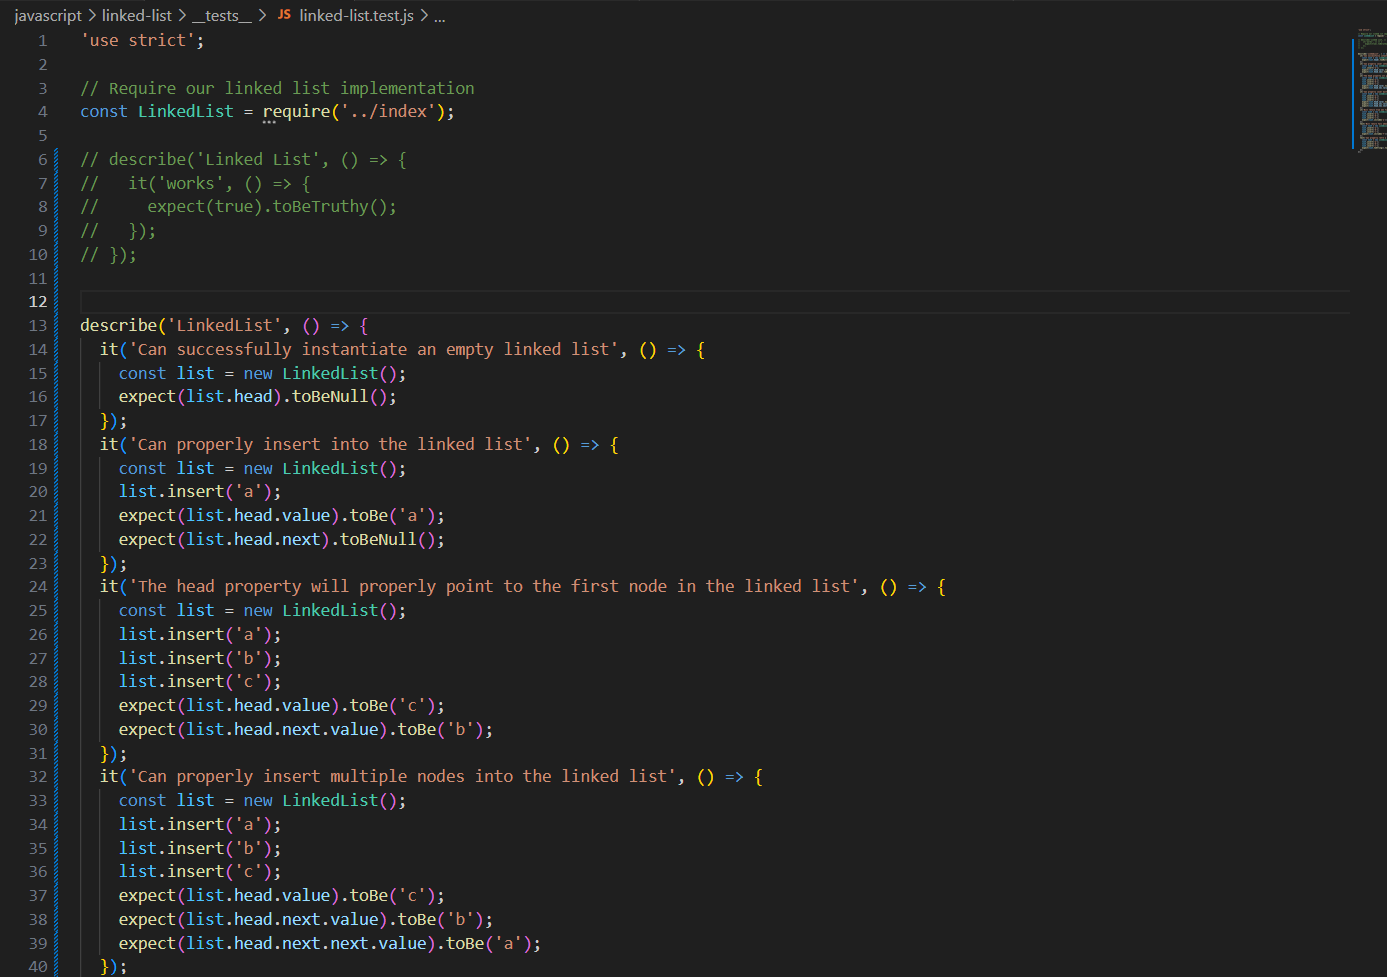 javascript > linked-list > __tests__ > JS linked-list.test.js > ...
1 'use strict';
2
3 // Require our linked list implementation
4 const LinkedList = require('../index');
5
6 // describe('Linked List', () => {
7 //   it('works', () => {
8 //     expect(true).toBeTruthy();
9 //   });
10 // });
11
12
13 describe('LinkedList', () => {
14   it('Can successfully instantiate an empty linked list', () => {
15     const list = new LinkedList();
16     expect(list.head).toBeNull();
17   });
18   it('Can properly insert into the linked list', () => {
19     const list = new LinkedList();
20     list.insert('a');
21     expect(list.head.value).toBe('a');
22     expect(list.head.next).toBeNull();
23   });
24   it('The head property will properly point to the first node in the linked list', () => {
25     const list = new LinkedList();
26     list.insert('a');
27     list.insert('b');
28     list.insert('c');
29     expect(list.head.value).toBe('c');
30     expect(list.head.next.value).toBe('b');
31   });
32   it('Can properly insert multiple nodes into the linked list', () => {
33     const list = new LinkedList();
34     list.insert('a');
35     list.insert('b');
36     list.insert('c');
37     expect(list.head.value).toBe('c');
38     expect(list.head.next.value).toBe('b');
39     expect(list.head.next.next.value).toBe('a');
40   });